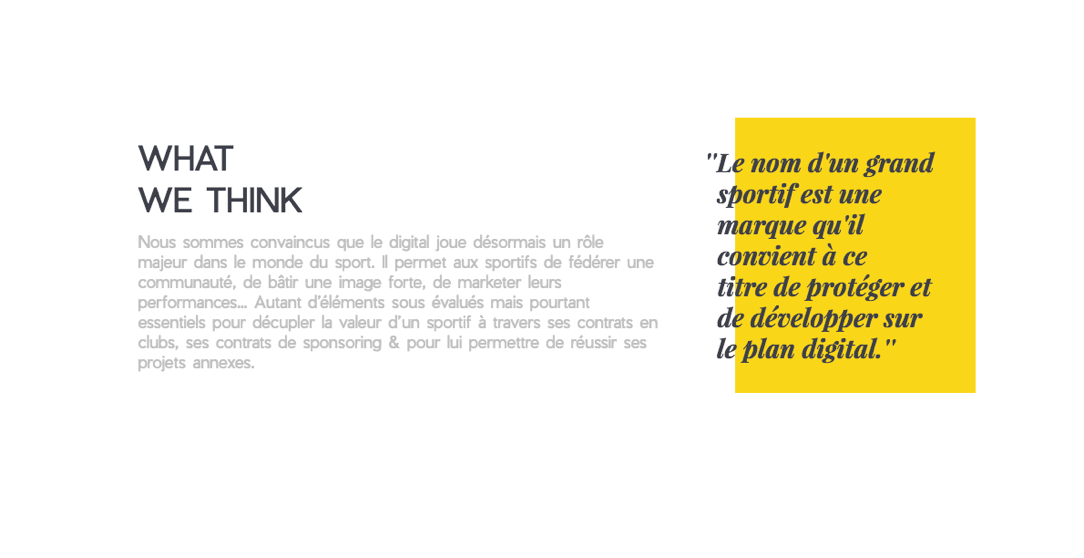 WHAT
WE THINK
Nous sommes convaincus que le digital joue désormais un rôle
majeur dans le monde du sport. Il permet aux sportifs de fédérer une
communauté, de bâtir une image forte, de marketer leurs
performances... Autant d'éléments sous évalués mais pourtant
essentiels pour décupler la valeur d'un sportif à travers ses contrats en
clubs, ses contrats de sponsoring & pour lui permettre de réussir ses
projets annexes.
"Le nom d'un grand
sportif est une
marque qu'il
convient à ce
titre de protéger et
de développer sur
le plan digital."